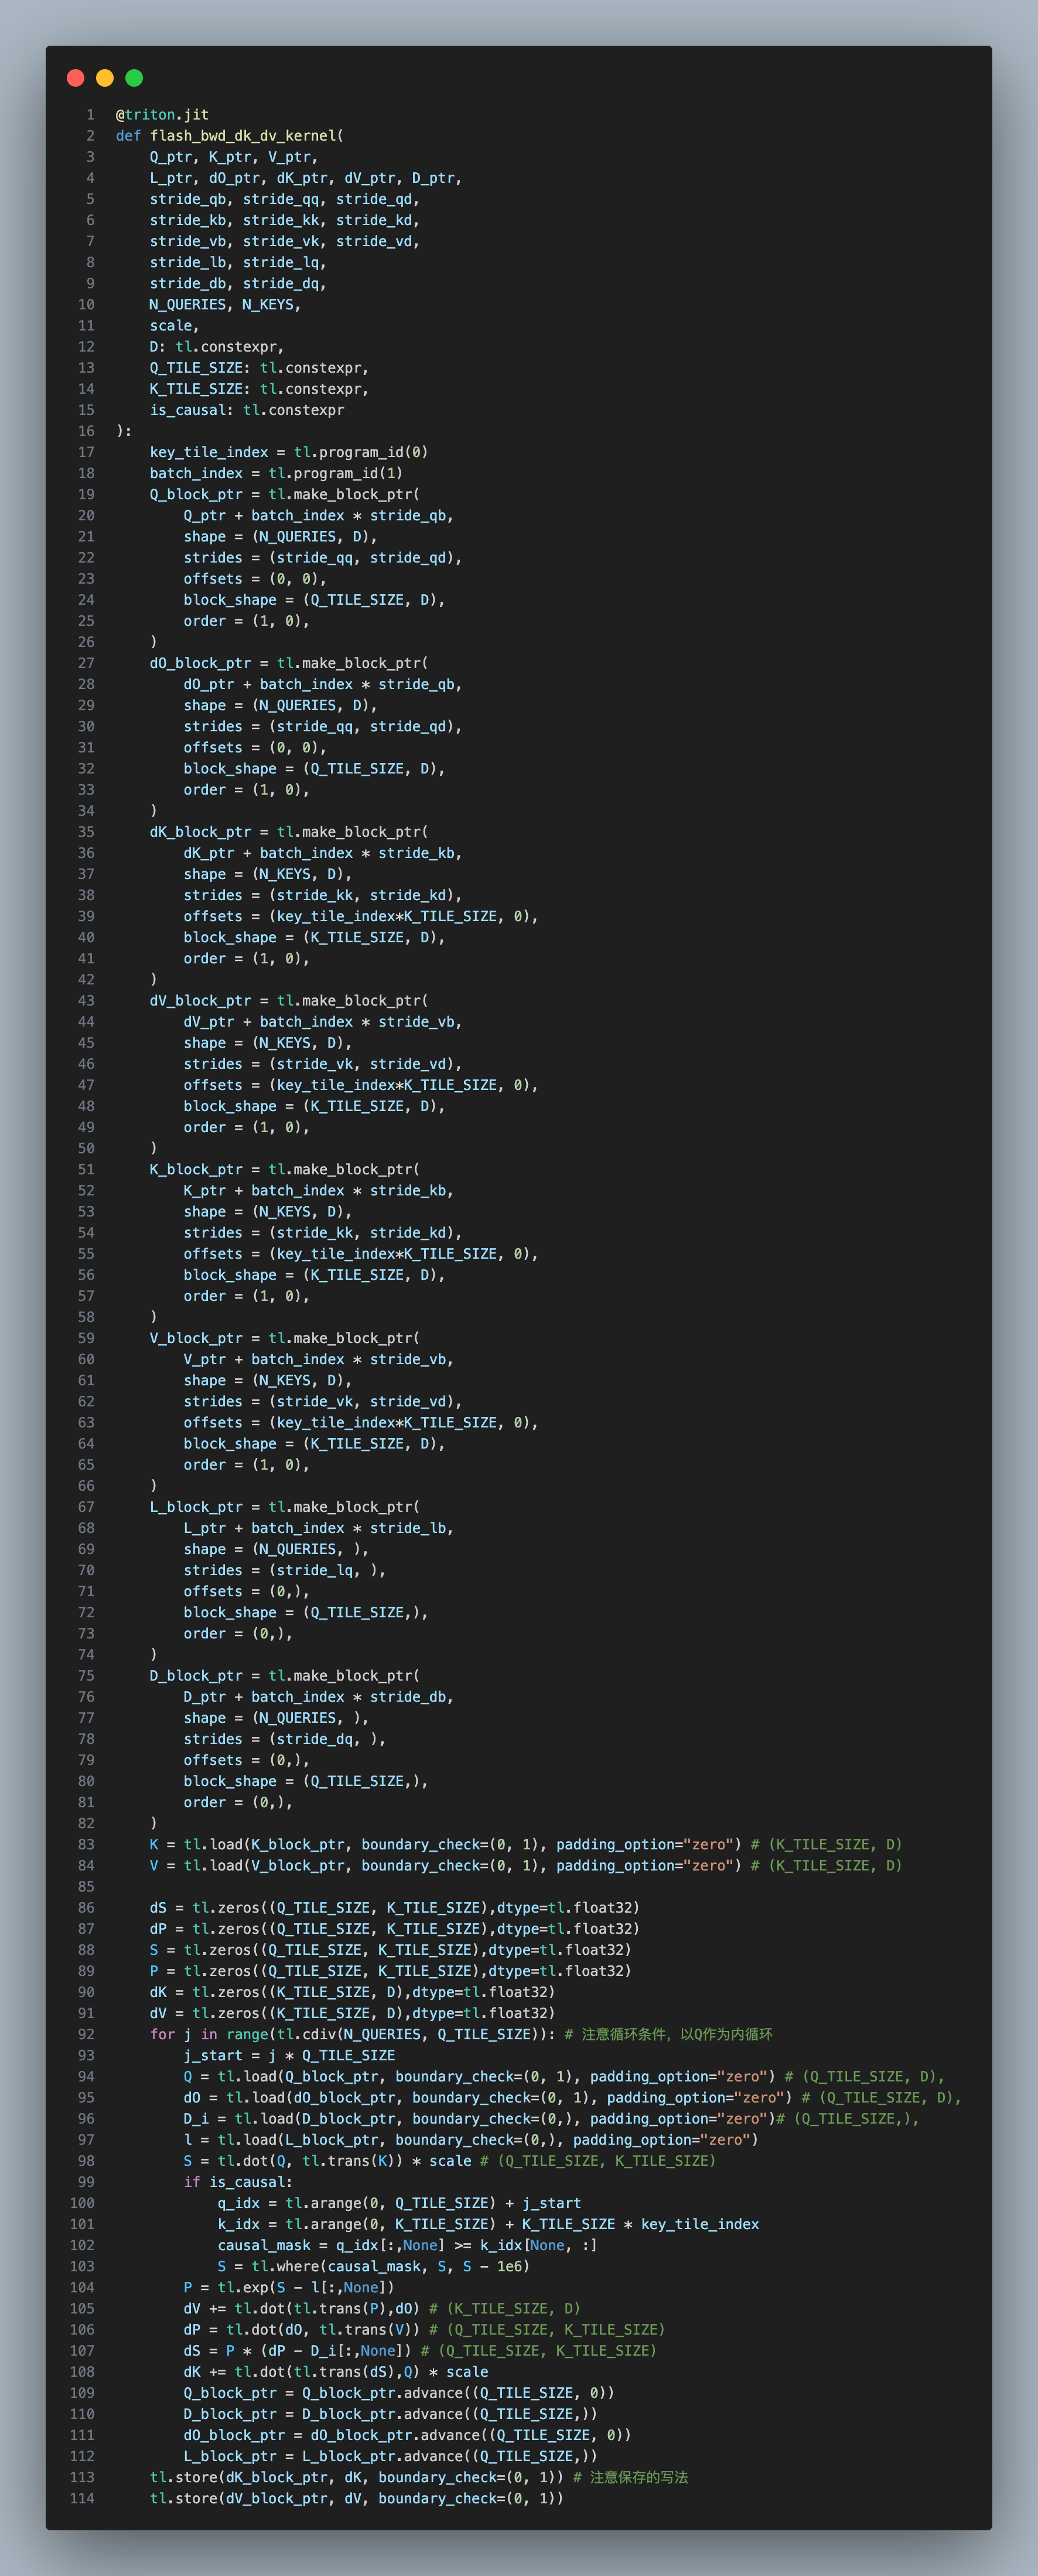 1 @triton.jit
2 def flash_bwd_dk_dv_kernel(
3     Q_ptr, K_ptr, V_ptr,
4     L_ptr, dO_ptr, dK_ptr, dV_ptr, D_ptr,
5     stride_qb, stride_qq, stride_qd,
6     stride_kb, stride_kk, stride_kd,
7     stride_vb, stride_vk, stride_vd,
8     stride_lb, stride_lq,
9     stride_db, stride_dq,
10     N_QUERIES, N_KEYS,
11     scale,
12     D: tl.constexpr,
13     Q_TILE_SIZE: tl.constexpr,
14     K_TILE_SIZE: tl.constexpr,
15     is_causal: tl.constexpr
16 ):
17     key_tile_index = tl.program_id(0)
18     batch_index = tl.program_id(1)
19     Q_block_ptr = tl.make_block_ptr(
20         Q_ptr + batch_index * stride_qb,
21         shape = (N_QUERIES, D),
22         strides = (stride_qq, stride_qd),
23         offsets = (0, 0),
24         block_shape = (Q_TILE_SIZE, D),
25         order = (1, 0),
26     )
27     dO_block_ptr = tl.make_block_ptr(
28         dO_ptr + batch_index * stride_qb,
29         shape = (N_QUERIES, D),
30         strides = (stride_qq, stride_qd),
31         offsets = (0, 0),
32         block_shape = (Q_TILE_SIZE, D),
33         order = (1, 0),
34     )
35     dK_block_ptr = tl.make_block_ptr(
36         dK_ptr + batch_index * stride_kb,
37         shape = (N_KEYS, D),
38         strides = (stride_kk, stride_kd),
39         offsets = (key_tile_index*K_TILE_SIZE, 0),
40         block_shape = (K_TILE_SIZE, D),
41         order = (1, 0),
42     )
43     dV_block_ptr = tl.make_block_ptr(
44         dV_ptr + batch_index * stride_vb,
45         shape = (N_KEYS, D),
46         strides = (stride_vk, stride_vd),
47         offsets = (key_tile_index*K_TILE_SIZE, 0),
48         block_shape = (K_TILE_SIZE, D),
49         order = (1, 0),
50     )
51     K_block_ptr = tl.make_block_ptr(
52         K_ptr + batch_index * stride_kb,
53         shape = (N_KEYS, D),
54         strides = (stride_kk, stride_kd),
55         offsets = (key_tile_index*K_TILE_SIZE, 0),
56         block_shape = (K_TILE_SIZE, D),
57         order = (1, 0),
58     )
59     V_block_ptr = tl.make_block_ptr(
60         V_ptr + batch_index * stride_vb,
61         shape = (N_KEYS, D),
62         strides = (stride_vk, stride_vd),
63         offsets = (key_tile_index*K_TILE_SIZE, 0),
64         block_shape = (K_TILE_SIZE, D),
65         order = (1, 0),
66     )
67     L_block_ptr = tl.make_block_ptr(
68         L_ptr + batch_index * stride_lb,
69         shape = (N_QUERIES, ),
70         strides = (stride_lq, ),
71         offsets = (0,),
72         block_shape = (Q_TILE_SIZE,),
73         order = (0,),
74     )
75     D_block_ptr = tl.make_block_ptr(
76         D_ptr + batch_index * stride_db,
77         shape = (N_QUERIES, ),
78         strides = (stride_dq, ),
79         offsets = (0,),
80         block_shape = (Q_TILE_SIZE,),
81         order = (0,),
82     )
83     K = tl.load(K_block_ptr, boundary_check=(0, 1), padding_option="zero") # (K_TILE_SIZE, D)
84     V = tl.load(V_block_ptr, boundary_check=(0, 1), padding_option="zero") # (K_TILE_SIZE, D)
85
86     dS = tl.zeros((Q_TILE_SIZE, K_TILE_SIZE),dtype=tl.float32)
87     dP = tl.zeros((Q_TILE_SIZE, K_TILE_SIZE),dtype=tl.float32)
88     S = tl.zeros((Q_TILE_SIZE, K_TILE_SIZE),dtype=tl.float32)
89     P = tl.zeros((Q_TILE_SIZE, K_TILE_SIZE),dtype=tl.float32)
90     dK = tl.zeros((K_TILE_SIZE, D),dtype=tl.float32)
91     dV = tl.zeros((K_TILE_SIZE, D),dtype=tl.float32)
92     for j in range(tl.cdiv(N_QUERIES, Q_TILE_SIZE)): # 注意循环条件，以Q作为内循环
93         j_start = j * Q_TILE_SIZE
94         Q = tl.load(Q_block_ptr, boundary_check=(0, 1), padding_option="zero") # (Q_TILE_SIZE, D),
95         dO = tl.load(dO_block_ptr, boundary_check=(0, 1), padding_option="zero") # (Q_TILE_SIZE, D),
96         D_i = tl.load(D_block_ptr, boundary_check=(0,), padding_option="zero")# (Q_TILE_SIZE,),
97         l = tl.load(L_block_ptr, boundary_check=(0,), padding_option="zero")
98         S = tl.dot(Q, tl.trans(K)) * scale # (Q_TILE_SIZE, K_TILE_SIZE)
99         if is_causal:
100             q_idx = tl.arange(0, Q_TILE_SIZE) + j_start
101             k_idx = tl.arange(0, K_TILE_SIZE) + K_TILE_SIZE * key_tile_index
102             causal_mask = q_idx[:,None] >= k_idx[None, :]
103             S = tl.where(causal_mask, S, S - 1e6)
104         P = tl.exp(S - l[:,None])
105         dV += tl.dot(tl.trans(P),dO) # (K_TILE_SIZE, D)
106         dP = tl.dot(dO, tl.trans(V)) # (Q_TILE_SIZE, K_TILE_SIZE)
107         dS = P * (dP - D_i[:,None]) # (Q_TILE_SIZE, K_TILE_SIZE)
108         dK += tl.dot(tl.trans(dS),Q) * scale
109         Q_block_ptr = Q_block_ptr.advance((Q_TILE_SIZE, 0))
110         D_block_ptr = D_block_ptr.advance((Q_TILE_SIZE,))
111         dO_block_ptr = dO_block_ptr.advance((Q_TILE_SIZE, 0))
112         L_block_ptr = L_block_ptr.advance((Q_TILE_SIZE,))
113     tl.store(dK_block_ptr, dK, boundary_check=(0, 1)) # 注意保存的写法
114     tl.store(dV_block_ptr, dV, boundary_check=(0, 1))